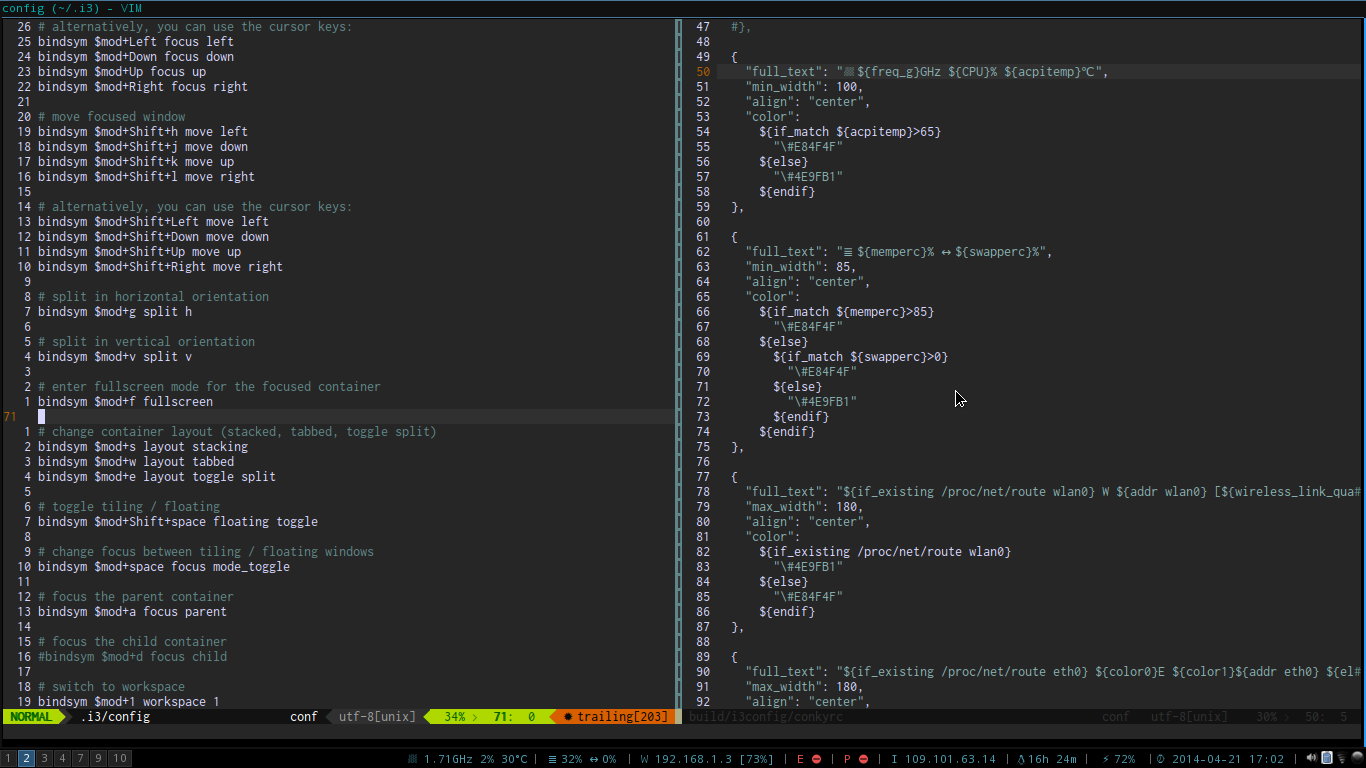 config (~/.i3) - VIM
26 # alternatively, you can use the cursor keys:
25 bindsym $mod+Left focus left
24 bindsym $mod+Down focus down
23 bindsym $mod+Up focus up
22 bindsym $mod+Right focus right
21
20 # move focused window
19 bindsym $mod+Shift+h move left
18 bindsym $mod+Shift+j move down
17 bindsym $mod+Shift+k move up
16 bindsym $mod+Shift+l move right
15
14 # alternatively, you can use the cursor keys:
13 bindsym $mod+Shift+Left move left
12 bindsym $mod+Shift+Down move down
11 bindsym $mod+Shift+Up move up
10 bindsym $mod+Shift+Right move right
9
8 # split in horizontal orientation
7 bindsym $mod+g split h
6
5 # split in vertical orientation
4 bindsym $mod+v split v
3
2 # enter fullscreen mode for the focused container
1 bindsym $mod+f fullscreen
71
1 # change container layout (stacked, tabbed, toggle split)
2 bindsym $mod+s layout stacking
3 bindsym $mod+w layout tabbed
4 bindsym $mod+e layout toggle split
5
6 # toggle tiling / floating
7 bindsym $mod+Shift+space floating toggle
8
9 # change focus between tiling / floating windows
10 bindsym $mod+space focus mode_toggle
11
12 # focus the parent container
13 bindsym $mod+a focus parent
14
15 # focus the child container
16 #bindsym $mod+d focus child
17
18 # switch to workspace
19 bindsym $mod+1 workspace 1
NORMAL .i3/config conf utf-8[unix] 34% 71: 0 ✹ trailing[203]
47 #},
48
49 {
50 "full_text": "▒${freq_g}GHz ${CPU}% ${acpitemp}℃",
51 "min_width": 100,
52 "align": "center",
53 "color":
54 ${if_match ${acpitemp}>65}
55 "\#E84F4F"
56 ${else}
57 "\#4E9FB1"
58 ${endif}
59 },
60
61 {
62 "full_text": "≣ ${memperc}% ↔ ${swapperc}%",
63 "min_width": 85,
64 "align": "center",
65 "color":
66 ${if_match ${memperc}>85}
67 "\#E84F4F"
68 ${else}
69 ${if_match ${swapperc}>0}
70 "\#E84F4F"
71 ${else}
72 "\#4E9FB1"
73 ${endif}
74 ${endif}
75 },
76
77 {
78 "full_text": "${if_existing /proc/net/route wlan0} W ${addr wlan0} [${wireless_link_qua#
79 "max_width": 180,
80 "align": "center",
81 "color":
82 ${if_existing /proc/net/route wlan0}
83 "\#4E9FB1"
84 ${else}
85 "\#E84F4F"
86 ${endif}
87 },
88
89 {
90 "full_text": "${if_existing /proc/net/route eth0} ${color0}E ${color1}${addr eth0} ${el#
91 "max_width": 180,
92 "align": "center",
build/i3config/conkyrc conf utf-8[unix] 30% 50: 5
1 2 3 4 7 9 10
1.71GHz 2% 30°C | ≣ 32% ↔ 0% | W 192.168.1.3 [73%] | E ⛔ | P ⛔ | I 109.101.63.14 | 16h 24m | ⚡ 72% | 2014-04-21 17:02 |